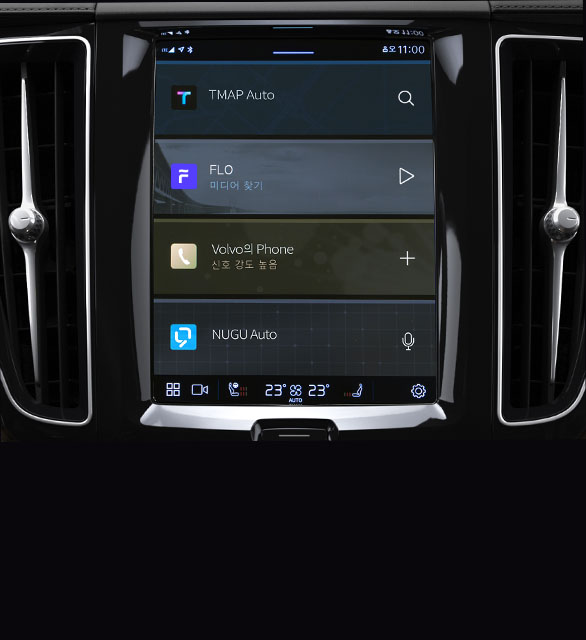 오전 11:00
TMAP Auto
FLO
미디어 찾기
Volvo의 Phone
신호 강도 높음
NUGU Auto
23° 23°
AUTO